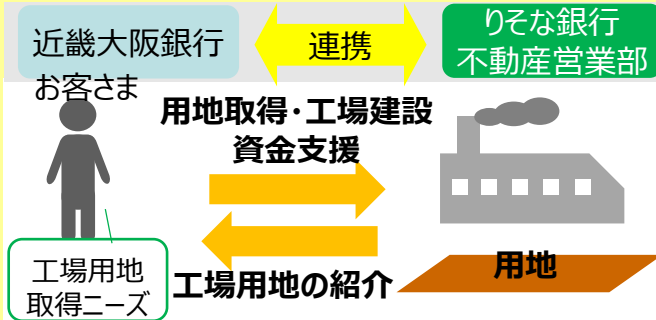 近畿大阪銀行
連携
りそな銀行
不動産営業部
お客さま
用地取得・工場建設
資金支援
工場用地
取得ニーズ
工場用地の紹介
用地